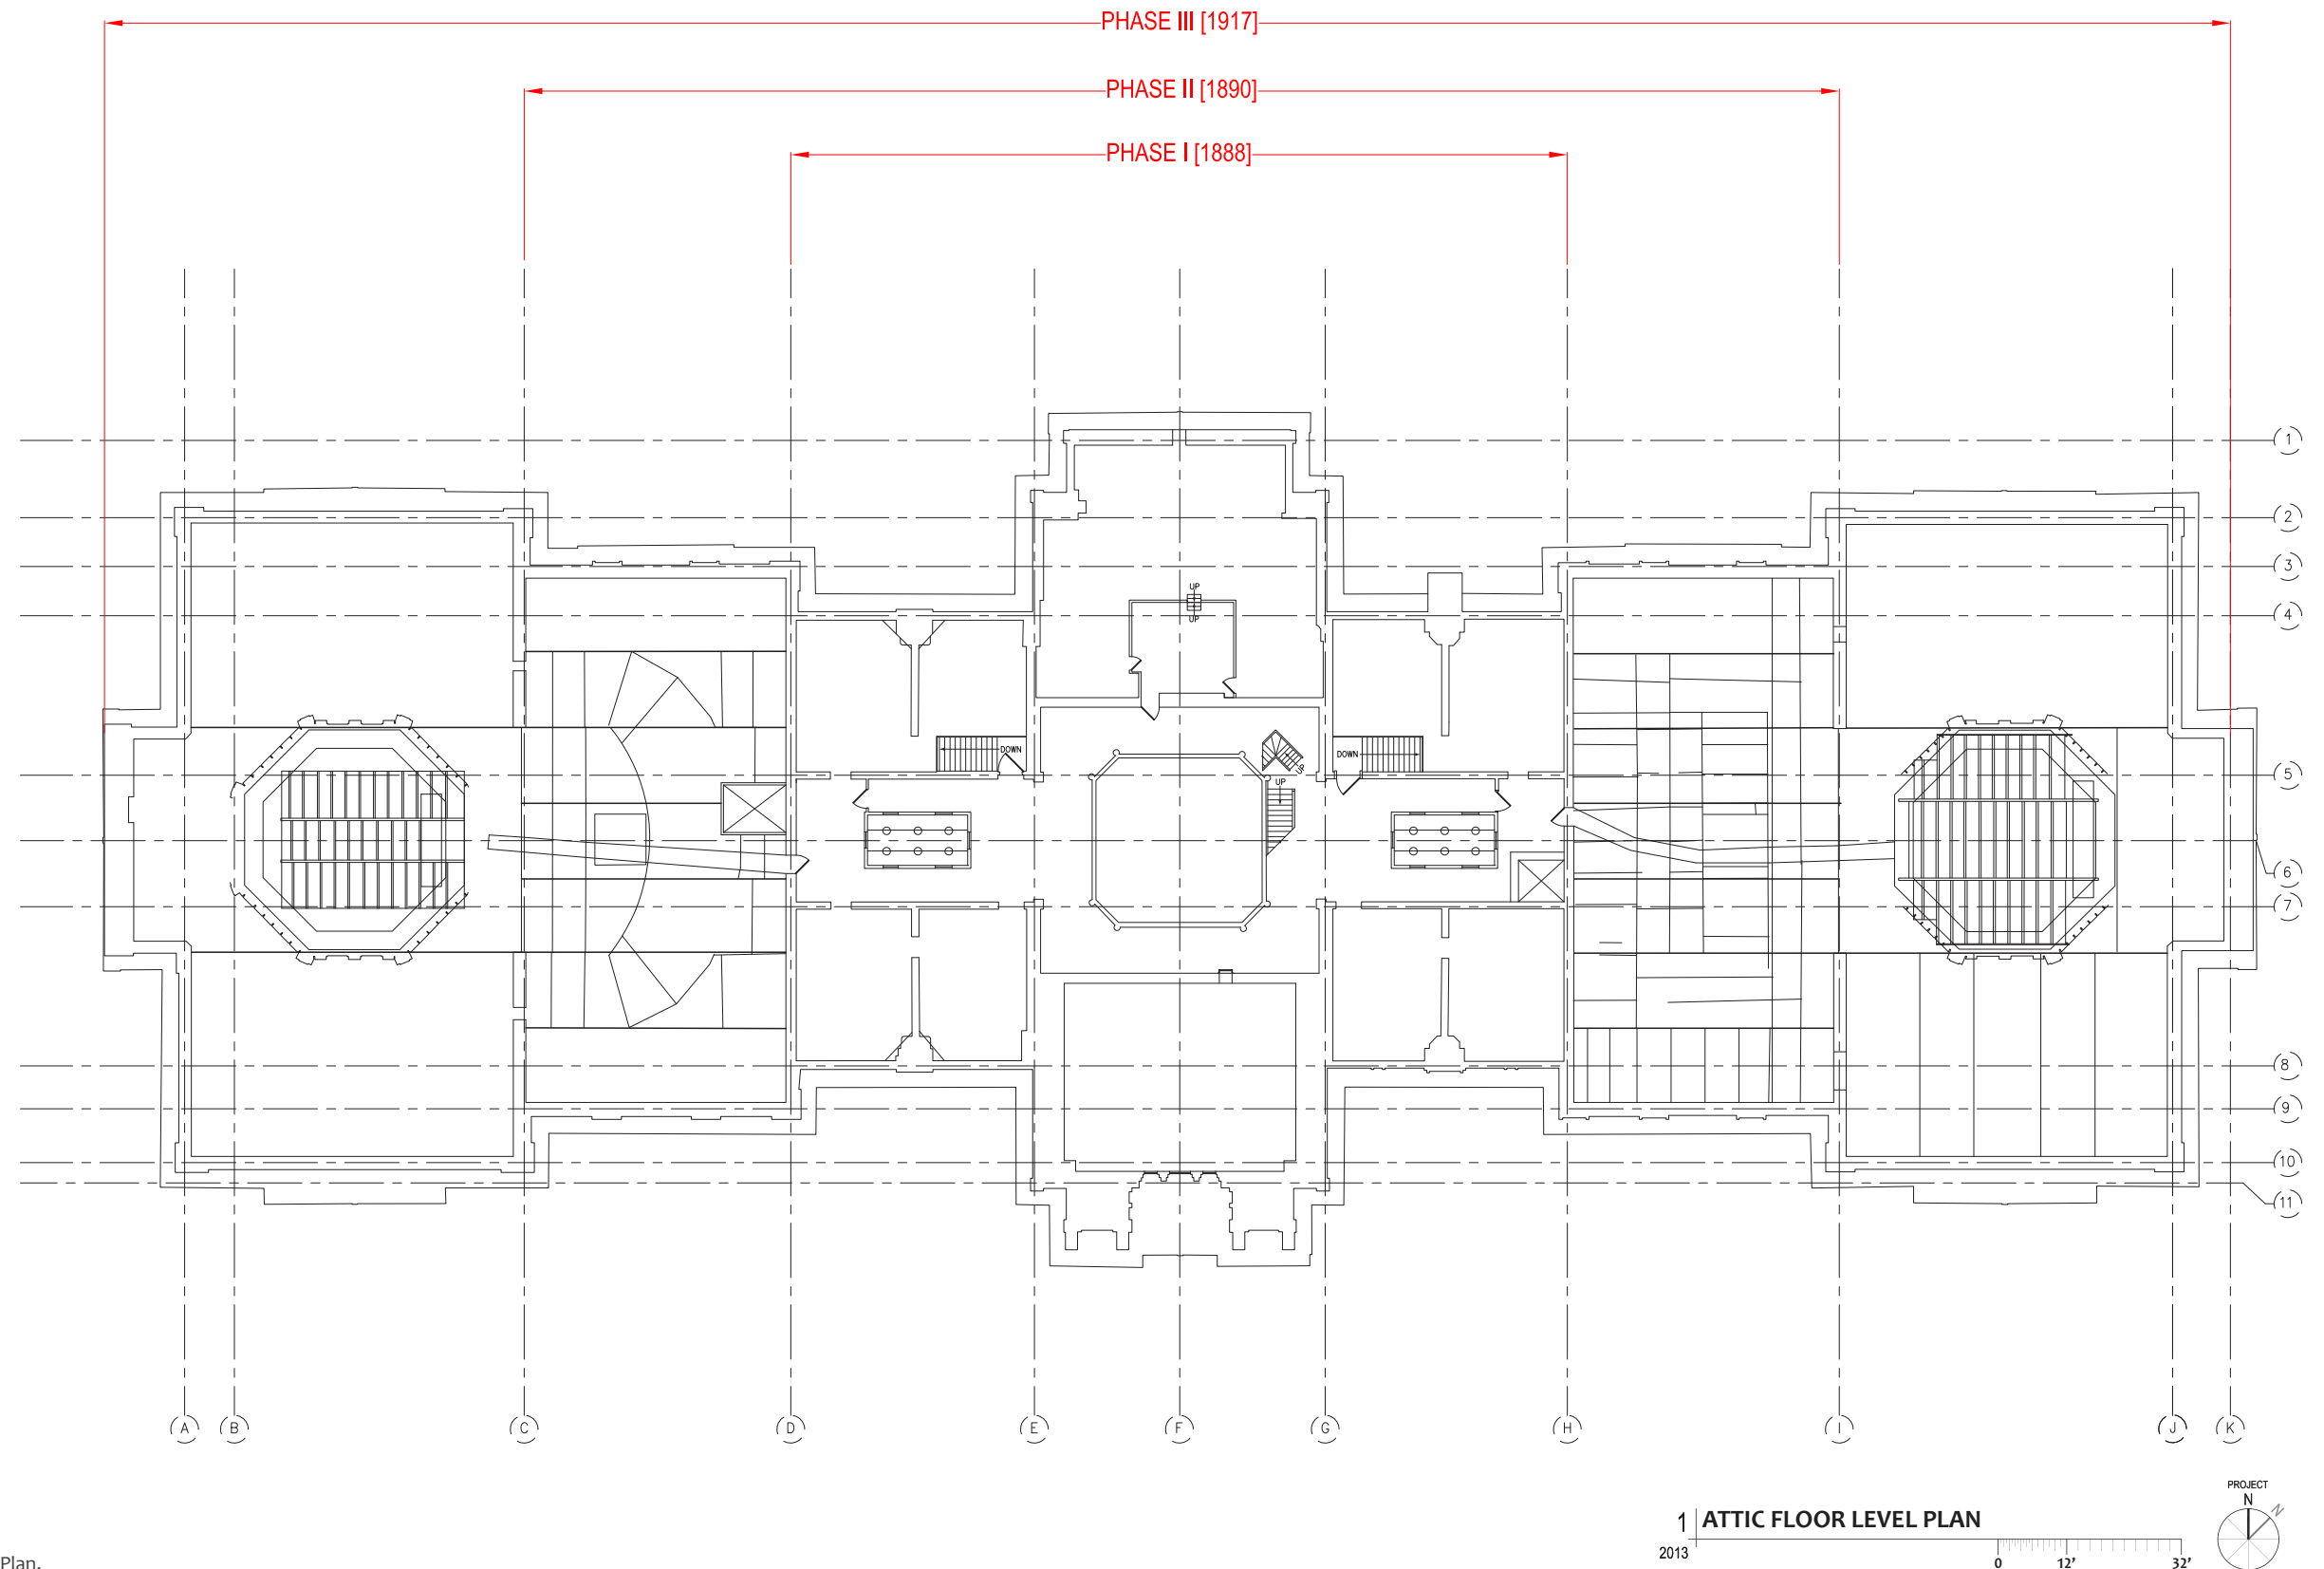 PHASE III [1917]
PHASE II [1890]
PHASE I [1888]
1
2
3
UP
4
UP
DOWN
DOWN
UP
5
UP
6
7
8
9
10
11
A B C D E F G H I J K
PROJECT
N
N
1 ATTIC FLOOR LEVEL PLAN
2013
0 12' 32'
Plan.